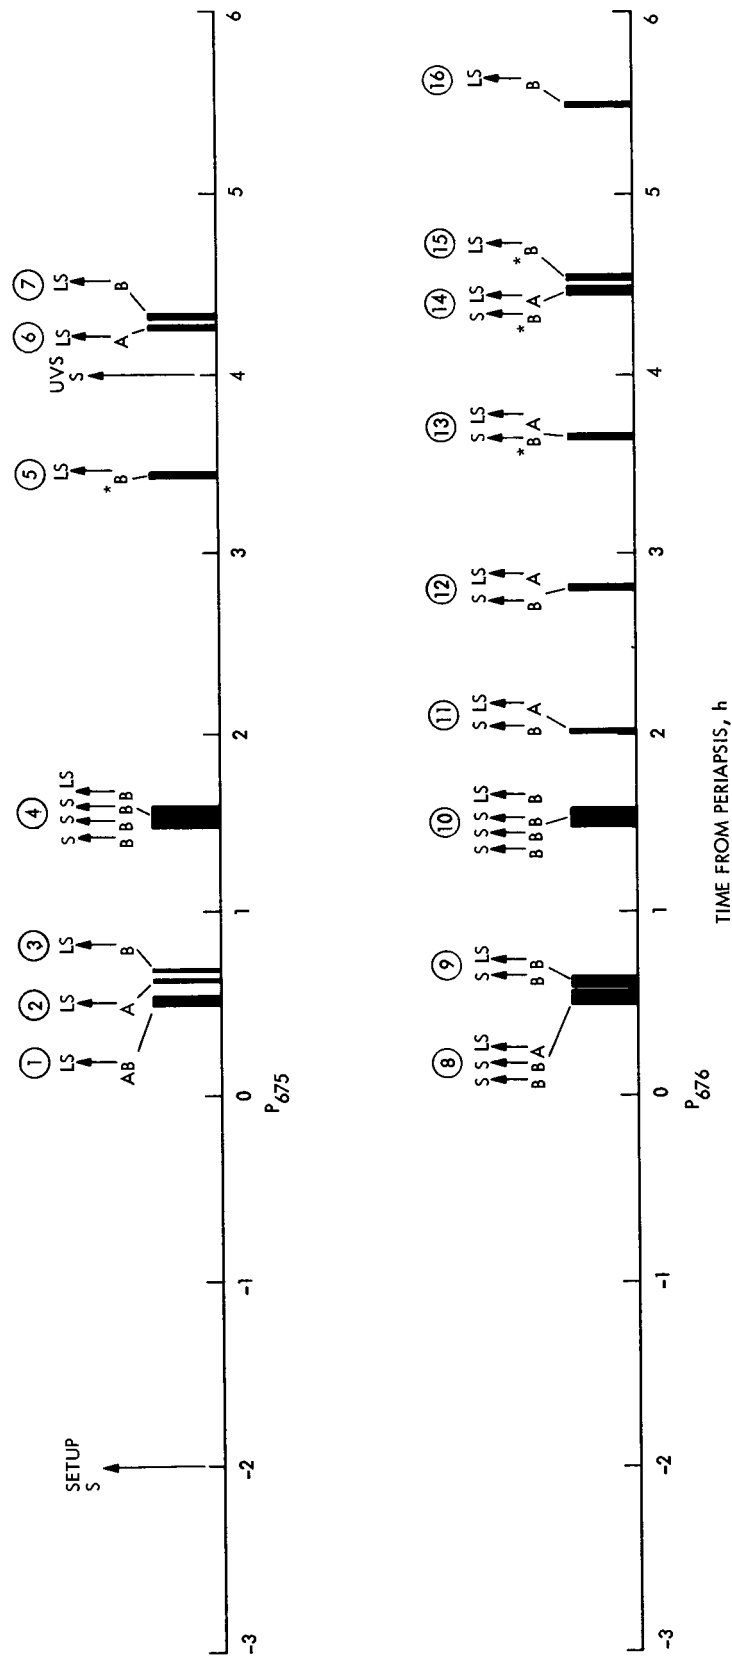 SETUP
S
① ② ③ ④ ⑤ ⑥ ⑦
LS LS LS S S S LS LS UVS S LS LS
AB A B B B B B *B A B
-3 -2 -1 0 1 2 3 4 5 6
P675
⑧ ⑨ ⑩ ⑪ ⑫ ⑬ ⑭ ⑮ ⑯
S S LS S LS S S S LS S LS S LS S LS S LS LS LS
B B A B B B B B B B A B A *B A *B A *B B
-3 -2 -1 0 1 2 3 4 5 6
P676
TIME FROM PERIAPSIS, h